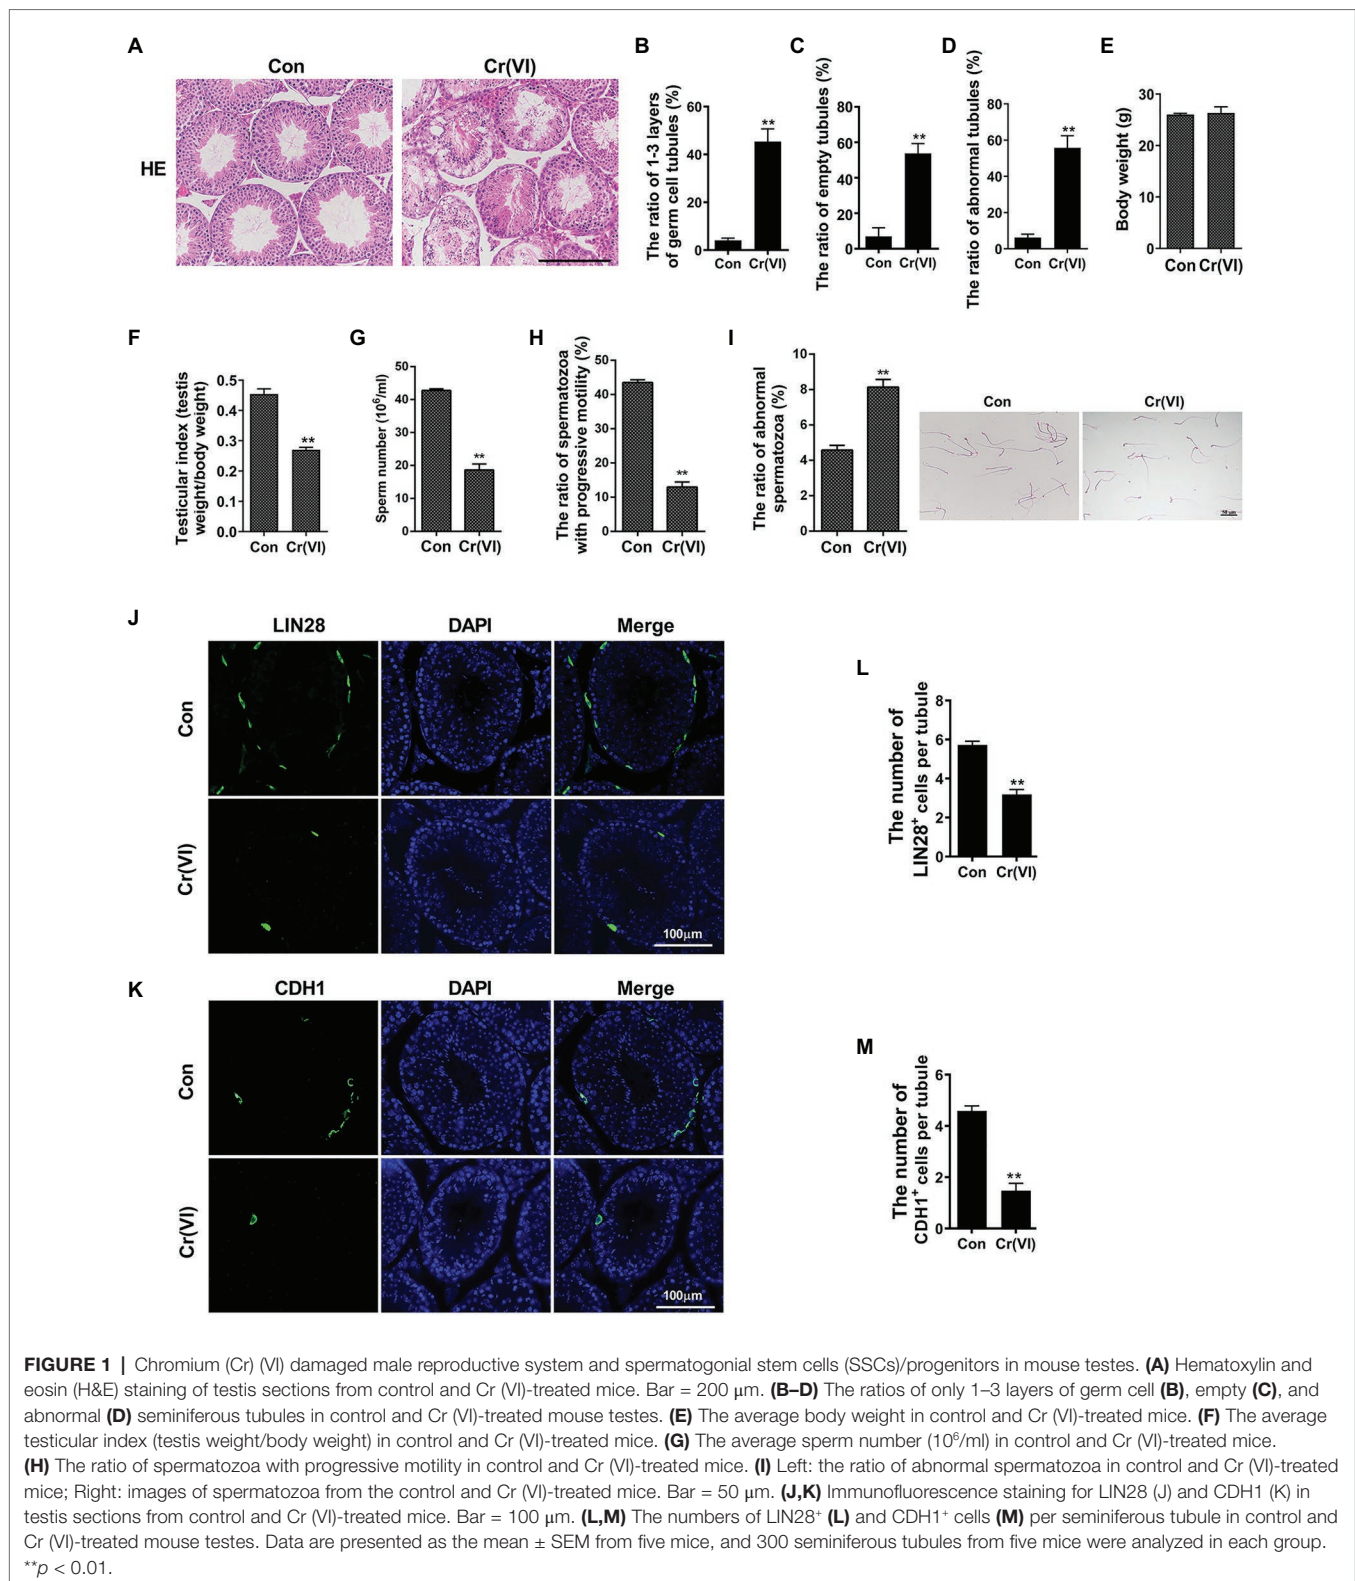 A
Con
Cr(VI)
HE
B
The ratio of 1-3 layers
of germ cell tubules (%)
60
40
20
0
**
Con Cr(VI)
C
The ratio of empty tubules (%)
80
60
40
20
0
**
Con Cr(VI)
D
The ratio of abnormal tubules (%)
80
60
40
20
0
**
Con Cr(VI)
E
Body weight (g)
30
20
10
0
Con Cr(VI)
F
Testicular index (testis
weight/body weight)
0.5
0.4
0.3
0.2
0.1
0.0
**
Con Cr(VI)
G
Sperm number (10⁶/ml)
50
40
30
20
10
0
**
Con Cr(VI)
H
The ratio of spermatozoa
with progressive motility (%)
50
40
30
20
10
0
**
Con Cr(VI)
I
The ratio of abnormal
spermatozoa (%)
10
8
6
4
2
0
**
Con Cr(VI)
Con
Cr(VI)
50 μm
J
LIN28
DAPI
Merge
Con
Cr(VI)
100μm
L
The number of
LIN28⁺ cells per tubule
8
6
4
2
0
**
Con Cr(VI)
K
CDH1
DAPI
Merge
Con
Cr(VI)
100μm
M
The number of
CDH1⁺ cells per tubule
6
4
2
0
**
Con Cr(VI)
FIGURE 1 | Chromium (Cr) (VI) damaged male reproductive system and spermatogonial stem cells (SSCs)/progenitors in mouse testes. (A) Hematoxylin and
eosin (H&E) staining of testis sections from control and Cr (VI)-treated mice. Bar = 200 μm. (B–D) The ratios of only 1–3 layers of germ cell (B), empty (C), and
abnormal (D) seminiferous tubules in control and Cr (VI)-treated mouse testes. (E) The average body weight in control and Cr (VI)-treated mice. (F) The average
testicular index (testis weight/body weight) in control and Cr (VI)-treated mice. (G) The average sperm number (10⁶/ml) in control and Cr (VI)-treated mice.
(H) The ratio of spermatozoa with progressive motility in control and Cr (VI)-treated mice. (I) Left: the ratio of abnormal spermatozoa in control and Cr (VI)-treated
mice; Right: images of spermatozoa from the control and Cr (VI)-treated mice. Bar = 50 μm. (J,K) Immunofluorescence staining for LIN28 (J) and CDH1 (K) in
testis sections from control and Cr (VI)-treated mice. Bar = 100 μm. (L,M) The numbers of LIN28⁺ (L) and CDH1⁺ cells (M) per seminiferous tubule in control and
Cr (VI)-treated mouse testes. Data are presented as the mean ± SEM from five mice, and 300 seminiferous tubules from five mice were analyzed in each group.
**p < 0.01.